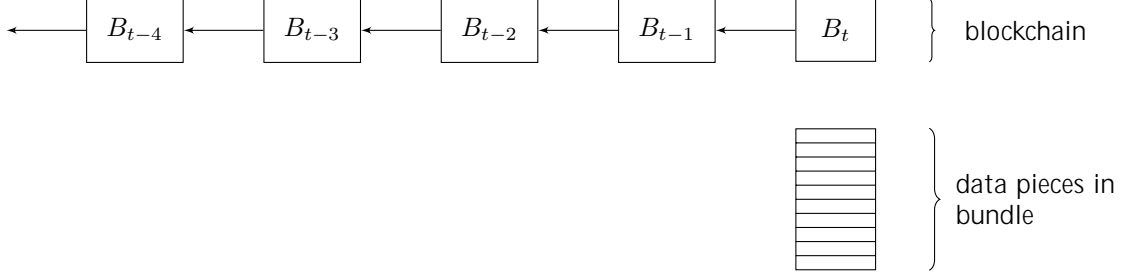 B_{t−4} B_{t−3} B_{t−2} B_{t−1} B_t blockchain
data pieces in
bundle